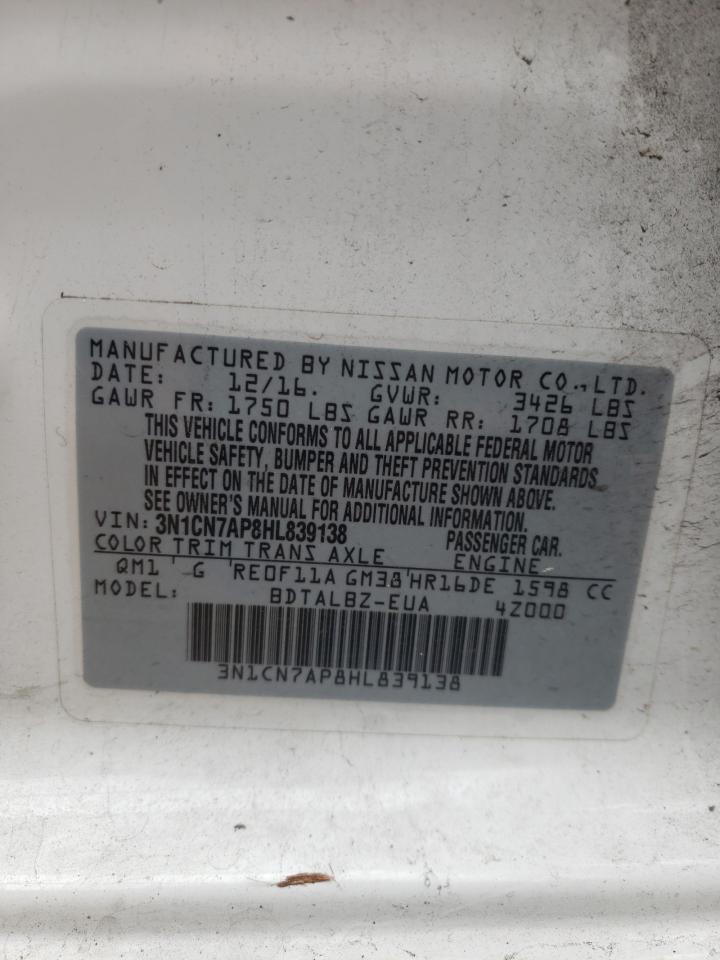 MANUFACTURED BY NISSAN MOTOR CO., LTD.
DATE: 12/16. GVWR: 3426 LBS
GAWR FR: 1750 LBS GAWR RR: 1708 LBS
THIS VEHICLE CONFORMS TO ALL APPLICABLE FEDERAL MOTOR
VEHICLE SAFETY, BUMPER AND THEFT PREVENTION STANDARDS
IN EFFECT ON THE DATE OF MANUFACTURE SHOWN ABOVE.
SEE OWNER'S MANUAL FOR ADDITIONAL INFORMATION.
VIN: 3N1CN7AP8HL839138 PASSENGER CAR.
COLOR TRIM TRANS AXLE ENGINE
QM1 G RE0F11A GM38 HR16DE 1598 CC
MODEL: BDTALBZ-EUA 4Z000
3N1CN7AP8HL839138